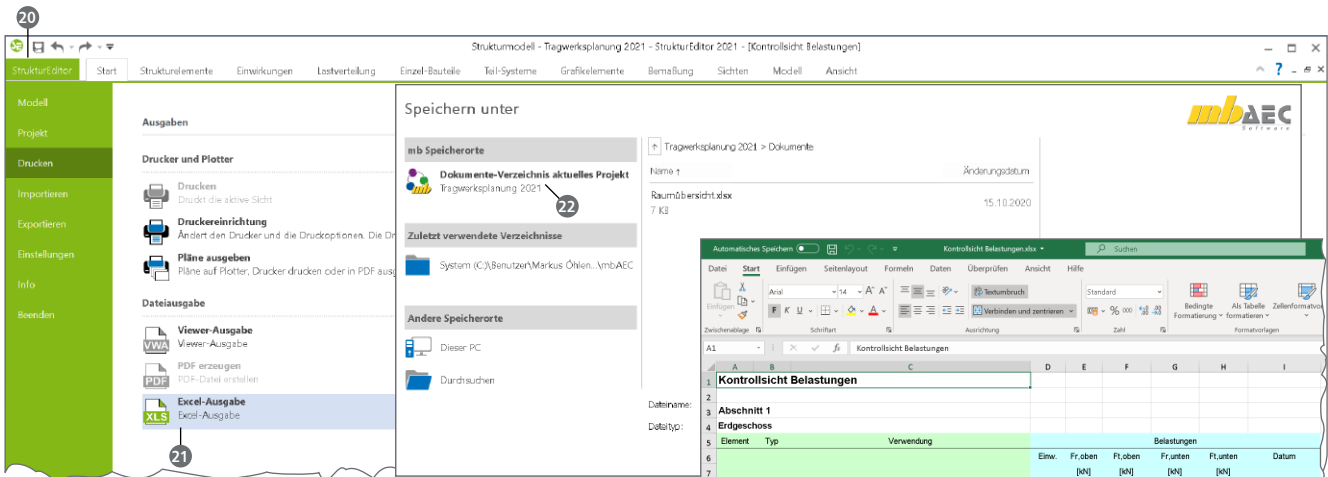 20
Strukturmodell - Tragwerksplanung 2021 - StrukturEditor 2021 - [Kontrollsicht Belastungen]
StrukturEditor Start Strukturelemente Einwirkungen Lastverteilung Einzel-Bauteile Teil-Systeme Grafikelemente Bemaßung Sichten Modell Ansicht
Modell
Projekt
Drucken
Importieren
Exportieren
Einstellungen
Info
Beenden
Ausgaben
Drucker und Plotter
Drucken
Druckt die aktive Sicht
Druckereinrichtung
Ändert den Drucker und die Druckoptionen. Die Dr
Pläne ausgeben
Pläne auf Plotter, Drucker drucken oder in PDF ausg
Dateiausgabe
VWA
Viewer-Ausgabe
Viewer-Ausgabe
PDF
PDF erzeugen
PDF-Datei erstellen
XLS
Excel-Ausgabe
Excel-Ausgabe
21
Speichern unter
mb AEC
Software
mb Speicherorte
Dokumente-Verzeichnis aktuelles Projekt
Tragwerksplanung 2021
22
Zuletzt verwendete Verzeichnisse
System (C:)\Benutzer\Markus Öhlen...\mbAEC
Andere Speicherorte
Dieser PC
Durchsuchen
↑ Tragwerksplanung 2021 > Dokumente
Name ↑ Änderungsdatum
Raumübersicht.xlsx
7 KB
15.10.2020
Dateiname:
Dateityp:
Automatisches Speichern Kontrollsicht Belastungen.xlsx Suchen
Datei Start Einfügen Seitenlayout Formeln Daten Überprüfen Ansicht Hilfe
Einfügen
Arial 14 A A
F K U A
Textumbruch
Verbinden und zentrieren
Standard
% 000
Bedingte Formatierung
Als Tabelle formatieren
Zellenformatvor
Zwischenablage Schriftart Ausrichtung Zahl Formatvorlagen
A1 fx Kontrollsicht Belastungen
A B C D E F G H I
1 Kontrollsicht Belastungen
2
3 Abschnitt 1
4 Erdgeschoss
5 Element Typ Verwendung Belastungen
6 Einw. Fr,oben Ft,oben Fr,unten Ft,unten Datum
7 [kN] [kN] [kN] [kN]